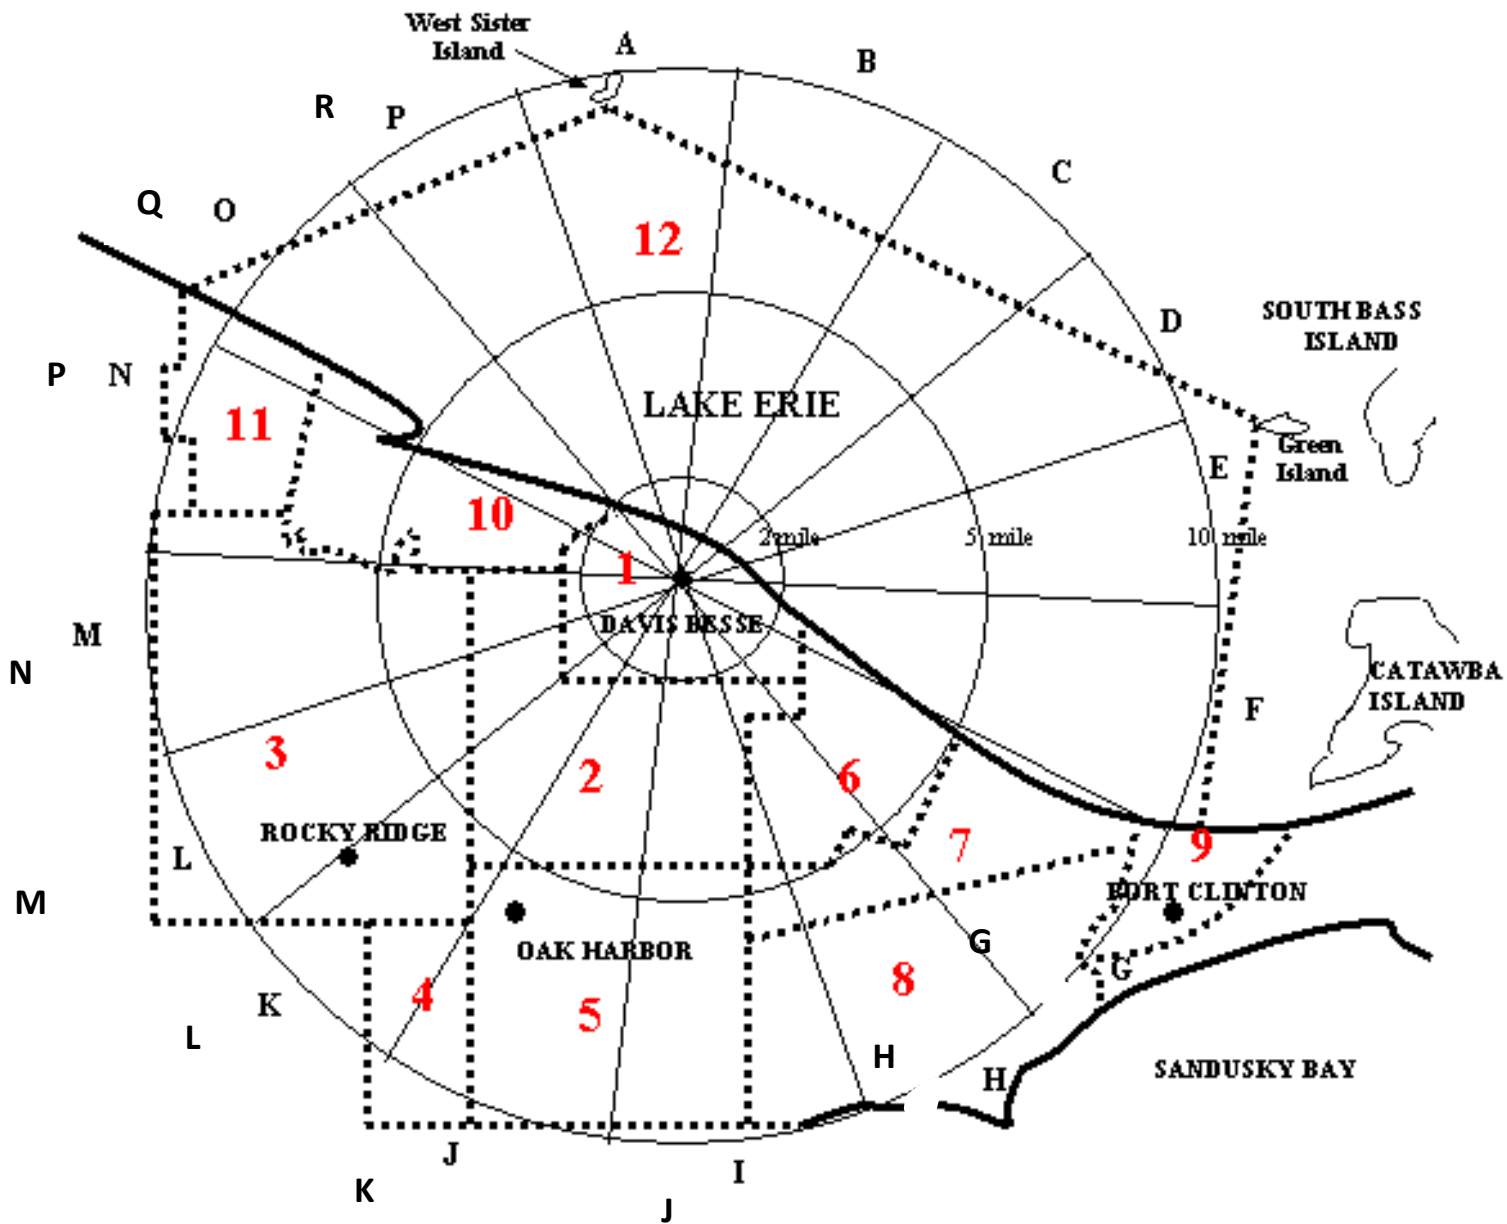 West Sister
Island
A
B
R
P
C
Q
O
12
D
SOUTH BASS
ISLAND
P
N
LAKE ERIE
11
Green
Island
E
10
2 mile
5 mile
10 mile
1
DAVIS BESSE
M
N
CATAWBA
ISLAND
F
3
2
6
ROCKY RIDGE
7
9
L
M
PORT CLINTON
OAK HARBOR
G
G
4
8
5
K
L
H
H
SANDUSKY BAY
J
I
K
J